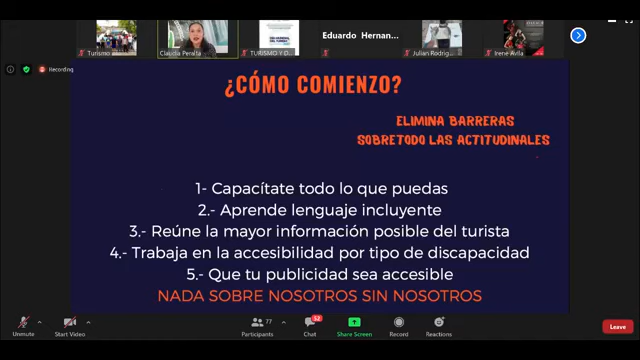 Turismo
Claudia Peralta
TURISMO Y D...
Eduardo Hernan...
Julian Rodrig...
Irene Avila
Recording
¿CÓMO COMIENZO?
ELIMINA BARRERAS
SOBRETODO LAS ACTITUDINALES
1- Capacítate todo lo que puedas
2.- Aprende lenguaje incluyente
3.- Reúne la mayor información posible del turista
4.- Trabaja en la accesibilidad por tipo de discapacidad
5.- Que tu publicidad sea accesible
NADA SOBRE NOSOTROS SIN NOSOTROS
Unmute
Start Video
77
Participants
52
Chat
Share Screen
Record
Reactions
Leave